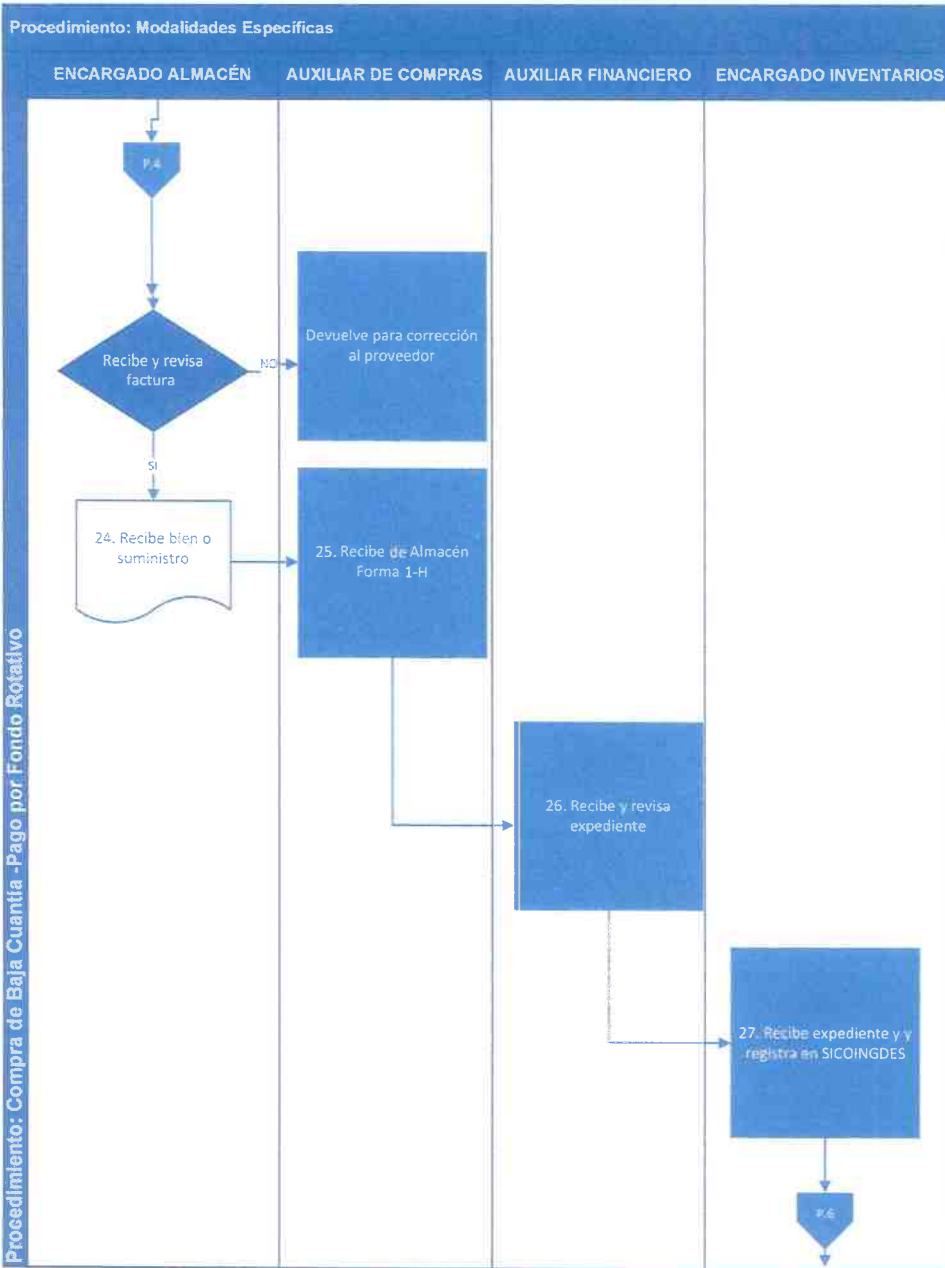 Procedimiento: Modalidades Específicas
ENCARGADO ALMACÉN
AUXILIAR DE COMPRAS
AUXILIAR FINANCIERO
ENCARGADO INVENTARIOS
Procedimiento: Compra de Baja Cuantía -Pago por Fondo Rotativo
P.4
Recibe y revisa
factura
NO
Devuelve para corrección
al proveedor
SI
24. Recibe bien o
suministro
25. Recibe de Almacén
Forma 1-H
26. Recibe y revisa
expediente
27. Recibe expediente y y
registra en SICOINGDES
P.6